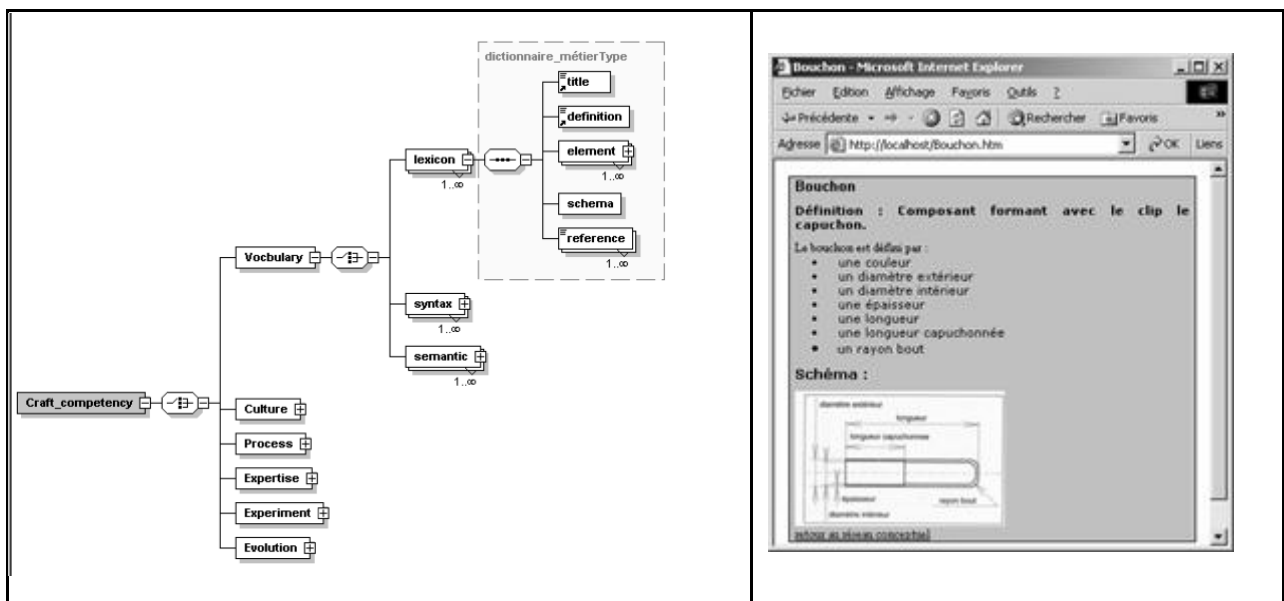 dictionnaire_métierType
title
definition
element
1..∞
schema
reference
1..∞
lexicon
1..∞
syntax
1..∞
semantic
1..∞
Vocbulary
Craft_competency
Culture
Process
Expertise
Experiment
Evolution
Bouchon - Microsoft Internet Explorer
Fichier Edition Affichage Favoris Outils ?
Précédente Rechercher Favoris »
Adresse http://localhost/Bouchon.htm OK Liens
Bouchon
Définition : Composant formant avec le clip le
capuchon.
Le bouchon est défini par :
• une couleur
• un diamètre extérieur
• un diamètre intérieur
• une épaisseur
• une longueur
• une longueur capuchonnée
• un rayon bout
Schéma :
diamètre extérieur
longueur
longueur capuchonnee
épaisseur
rayon bout
diamètre intérieur
retour au réseau conceptuel